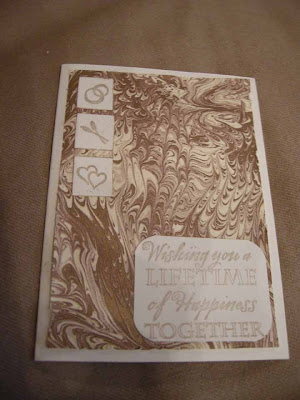 Wishing you a
LIFETIME
of Happiness
TOGETHER